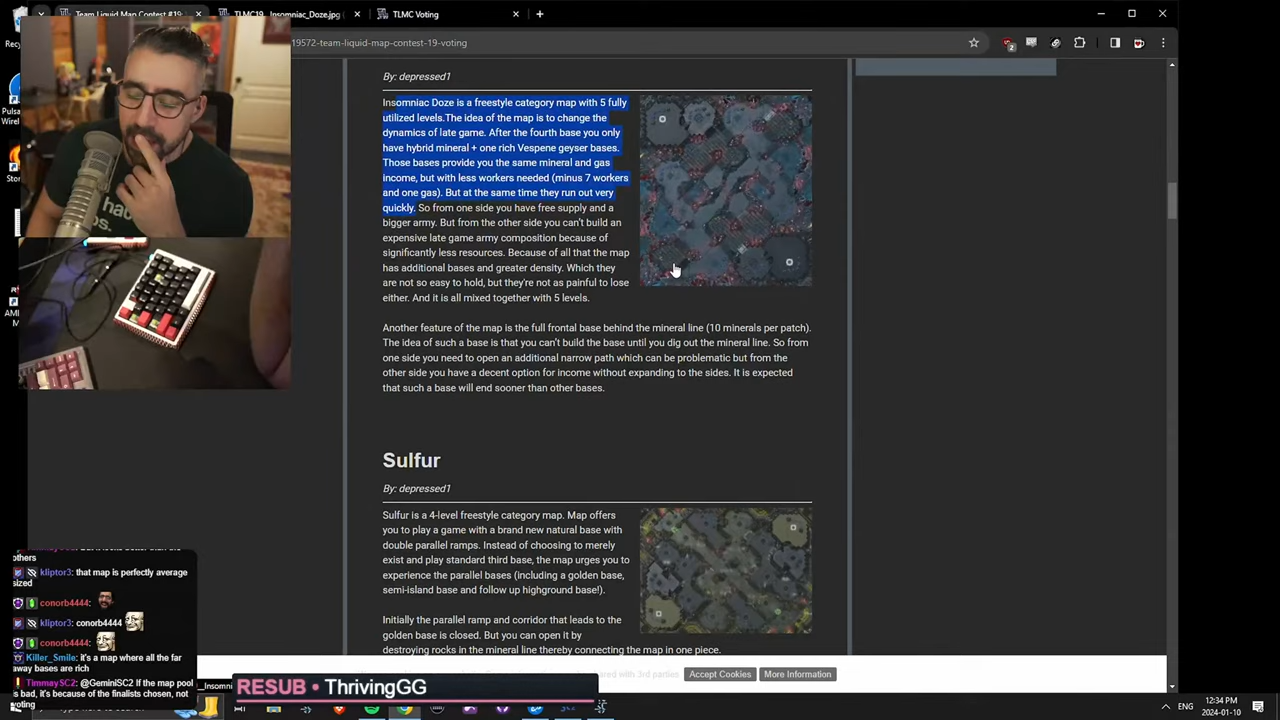 Team Liquid Map Contest #19
TLMC19_Insomniac_Doze.jpg
TLMC Voting
19572-team-liquid-map-contest-19-voting
By: depressed1
Insomniac Doze is a freestyle category map with 5 fully
utilized levels.The idea of the map is to change the
dynamics of late game. After the fourth base you only
have hybrid mineral + one rich Vespene geyser bases.
Those bases provide you the same mineral and gas
income, but with less workers needed (minus 7 workers
and one gas). But at the same time they run out very
quickly. So from one side you have free supply and a
bigger army. But from the other side you can't build an
expensive late game army composition because of
significantly less resources. Because of all that the map
has additional bases and greater density. Which they
are not so easy to hold, but they're not as painful to lose
either. And it is all mixed together with 5 levels.
Another feature of the map is the full frontal base behind the mineral line (10 minerals per patch).
The idea of such a base is that you can't build the base until you dig out the mineral line. So from
one side you need to open an additional narrow path which can be problematic but from the
other side you have a decent option for income without expanding to the sides. It is expected
that such a base will end sooner than other bases.
Sulfur
By: depressed1
Sulfur is a 4-level freestyle category map. Map offers
you to play a game with a brand new natural base with
double parallel ramps. Instead of choosing to merely
exist and play standard third base, the map urges you to
experience the parallel bases (including a golden base,
semi-island base and follow up highground base!).
Initially the parallel ramp and corridor that leads to the
golden base is closed. But you can open it by
destroying rocks in the mineral line thereby connecting the map in one piece.
others
kliptor3: that map is perfectly average
sized
conorb4444:
kliptor3: conorb4444
conorb4444:
Killer_Smile: it's a map where all the far
away bases are rich
TimmaySC2: @GeminiSC2 If the map pool
is bad, it's because of the finalists chosen, not
voting
with 3rd parties
Accept Cookies
More Information
RESUB • ThrivingGG
ENG
12:34 PM
2024-01-10